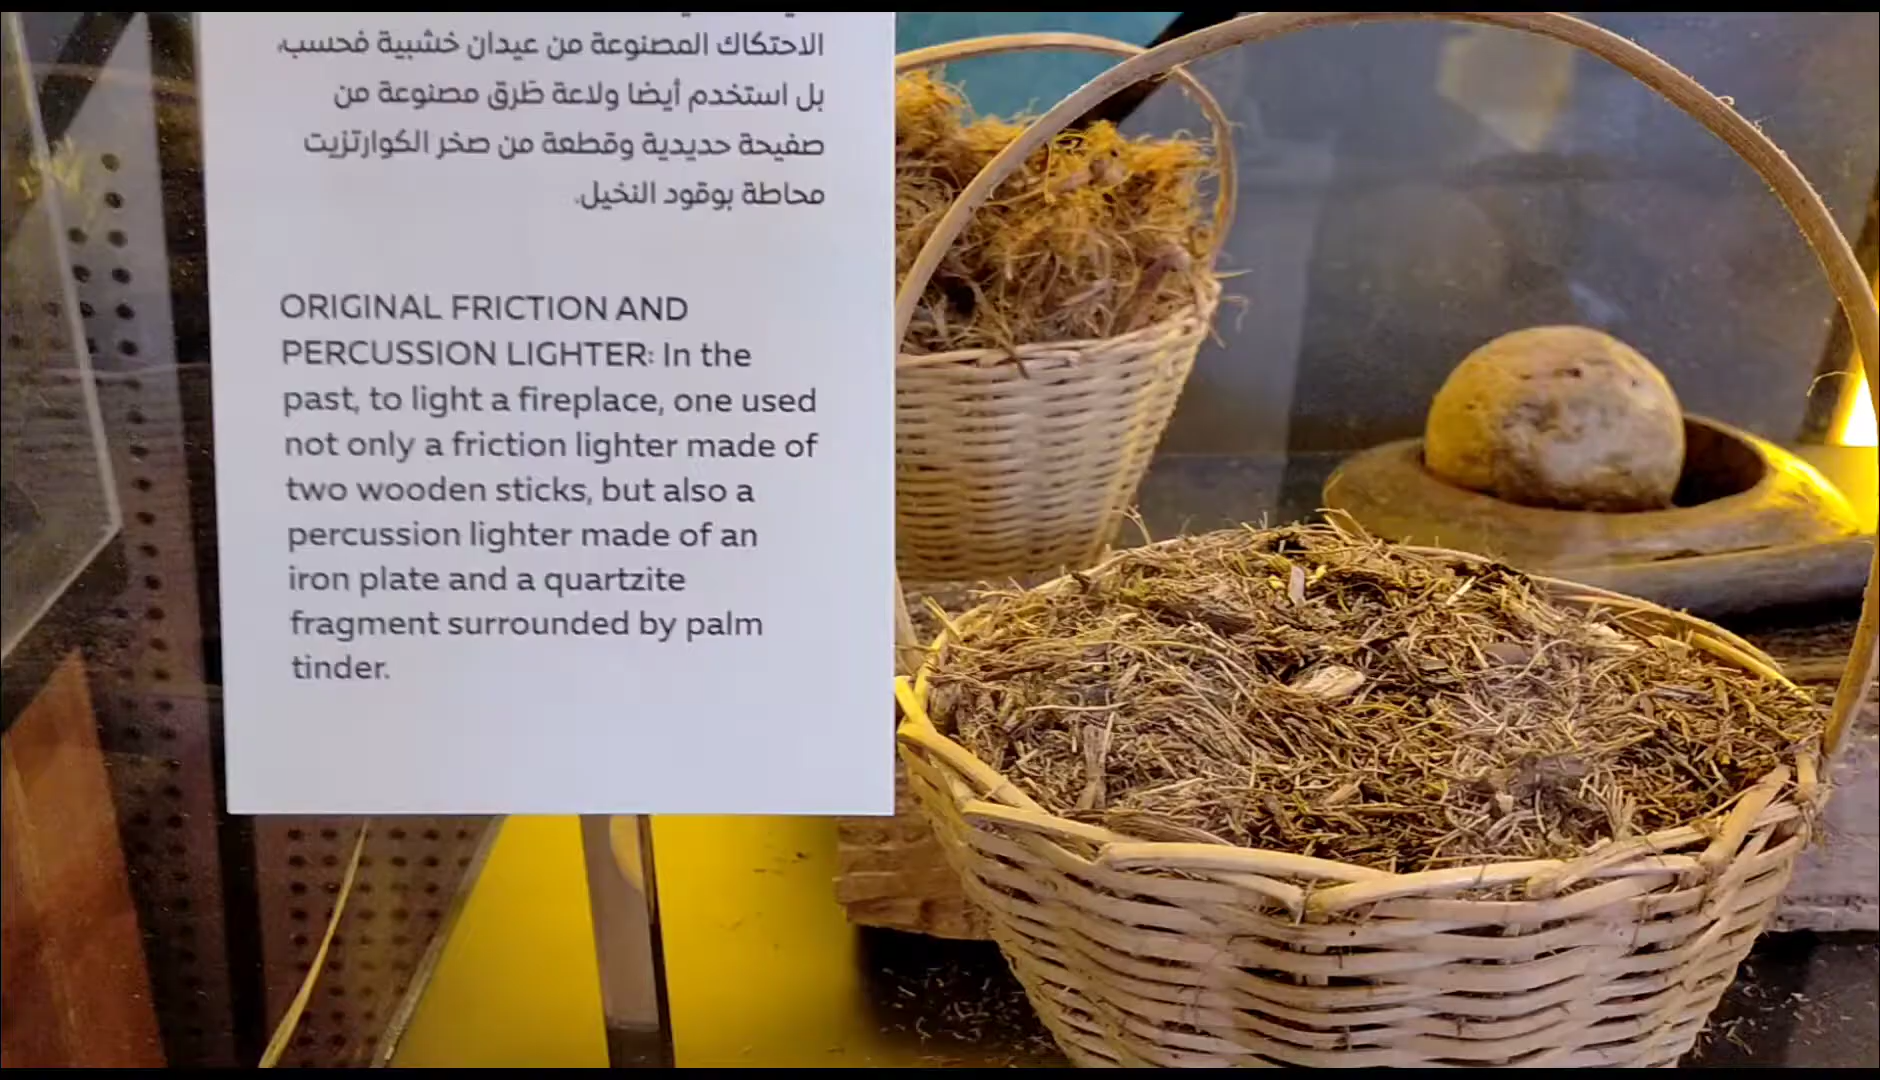 الاحتكاك المصنوعة من عيدان خشبية فحسب،
بل استخدم أيضا ولاعة طَرق مصنوعة من
صفيحة حديدية وقطعة من صخر الكوارتزيت
محاطة بوقود النخيل.
ORIGINAL FRICTION AND
PERCUSSION LIGHTER: In the
past, to light a fireplace, one used
not only a friction lighter made of
two wooden sticks, but also a
percussion lighter made of an
iron plate and a quartzite
fragment surrounded by palm
tinder.